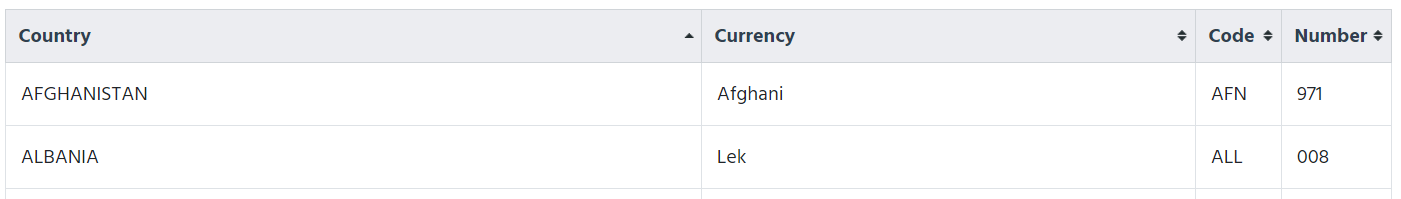 Country Currency Code Number
AFGHANISTAN Afghani AFN 971
ALBANIA Lek ALL 008